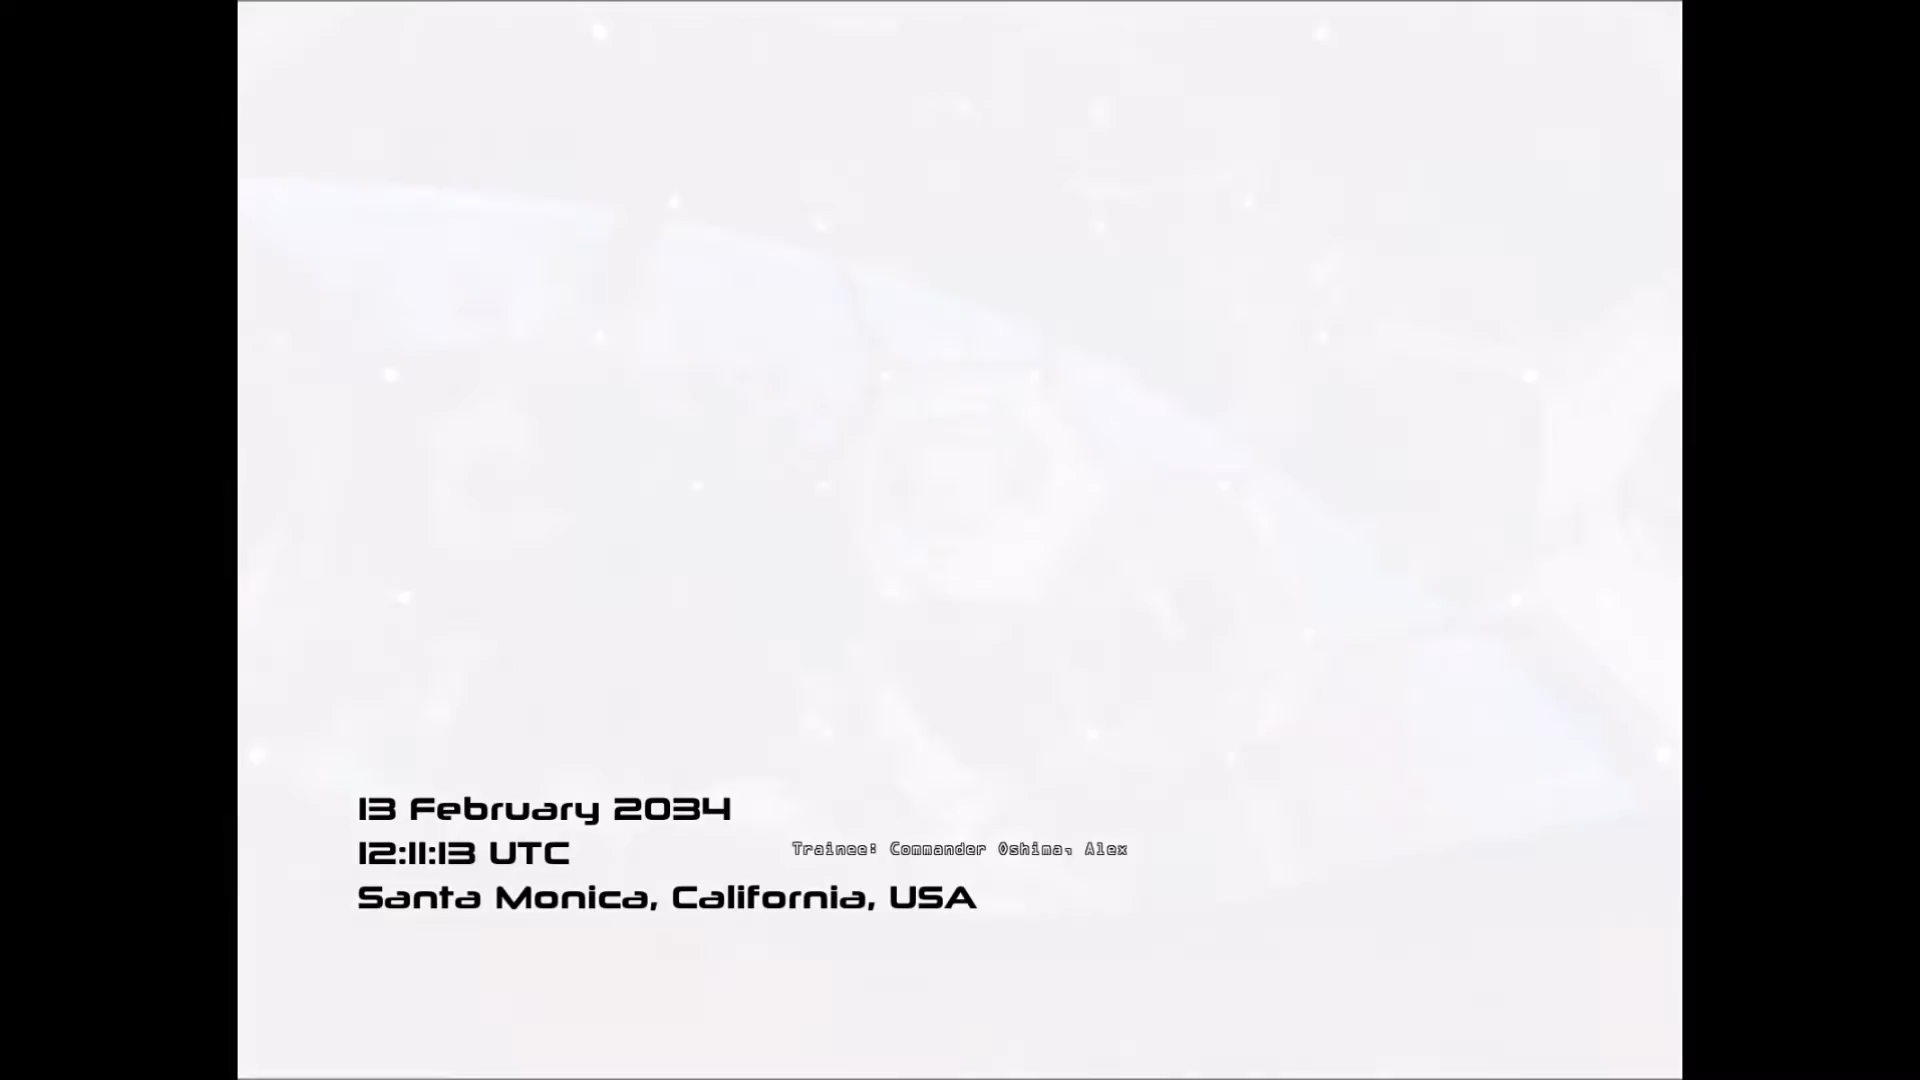 13 February 2034
12:11:13 UTC
Trainee: Commander Oshima, Alex
Santa Monica, California, USA